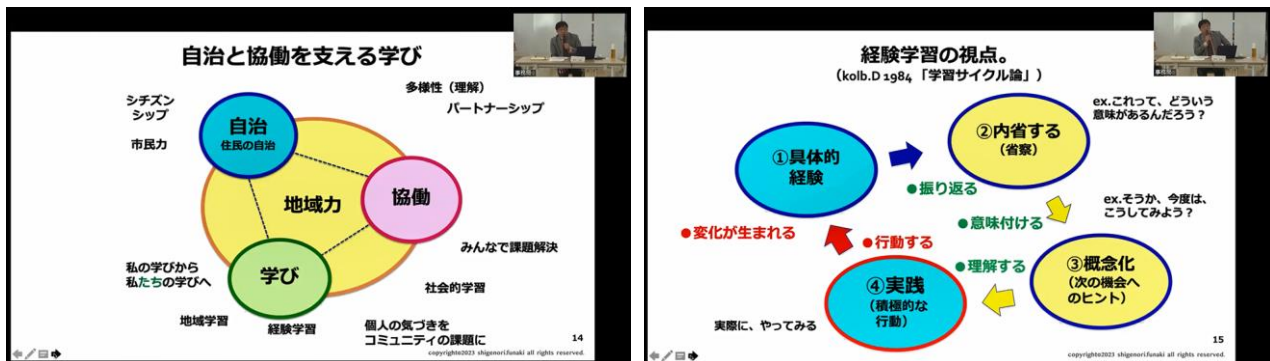 自治と協働を支える学び
多様性（理解）
パートナーシップ
シチズン
シップ
市民力
自治
住民の自治
協働
地域力
みんなで課題解決
私の学びから
私たちの学びへ
学び
社会的学習
地域学習
経験学習
個人の気づきを
コミュニティの課題に
14
copyright©2023 shigenori.funaki all rights reserved.
経験学習の視点。
（kolb.D 1984 「学習サイクル論」）
ex.これって、どういう
意味があるんだろう？
①具体的
経験
②内省する
（省察）
●振り返る
ex.そうか、今度は、
こうしてみよう？
●意味付ける
●変化が生まれる
●行動する
●理解する
③概念化
（次の機会へ
のヒント）
④実践
（積極的な
行動）
実際に、やってみる
15
copyright©2023 shigenori.funaki all rights reserved.